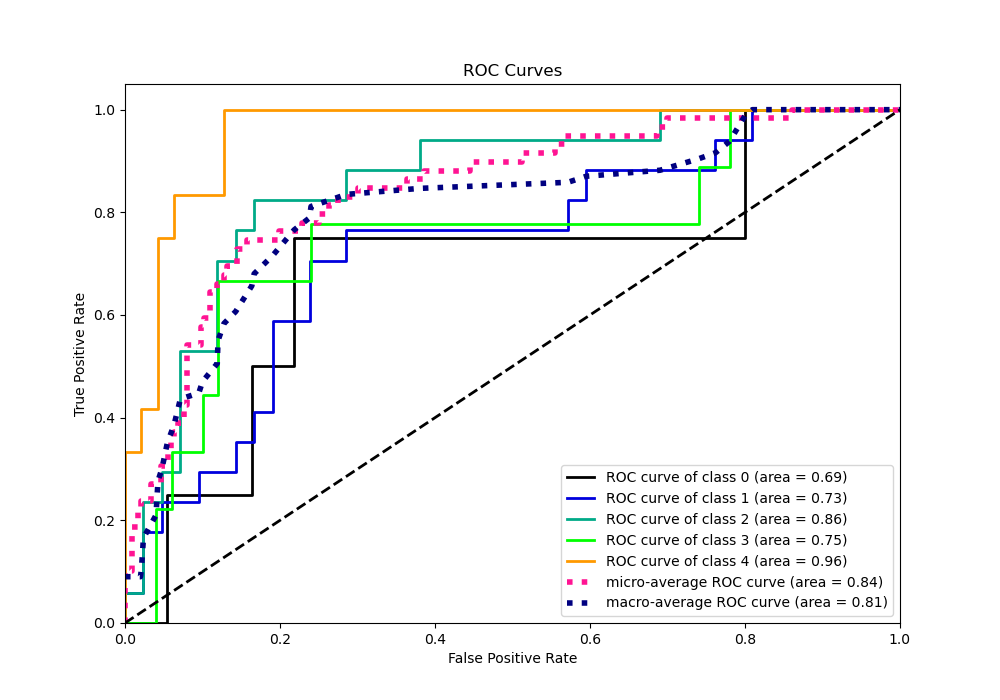 ROC Curves
True Positive Rate
1.0
0.8
0.6
0.4
0.2
0.0
0.0 0.2 0.4 0.6 0.8 1.0
False Positive Rate
ROC curve of class 0 (area = 0.69)
ROC curve of class 1 (area = 0.73)
ROC curve of class 2 (area = 0.86)
ROC curve of class 3 (area = 0.75)
ROC curve of class 4 (area = 0.96)
micro-average ROC curve (area = 0.84)
macro-average ROC curve (area = 0.81)